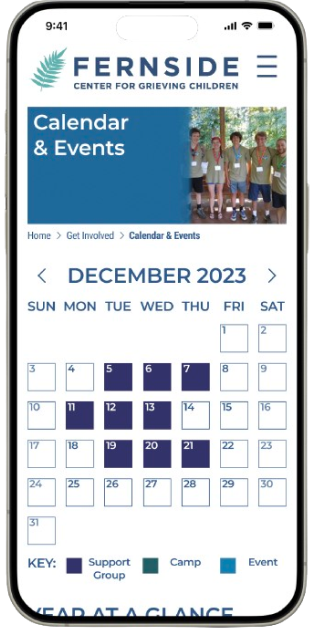 9:41
FERNSIDE
CENTER FOR GRIEVING CHILDREN
Calendar
& Events
Home > Get Involved > Calendar & Events
< DECEMBER 2023 >
SUN MON TUE WED THU FRI SAT
1 2
3 4 5 6 7 8 9
10 11 12 13 14 15 16
17 18 19 20 21 22 23
24 25 26 27 28 29 30
31
KEY: Support Group Camp Event
YEAR AT A GLANCE